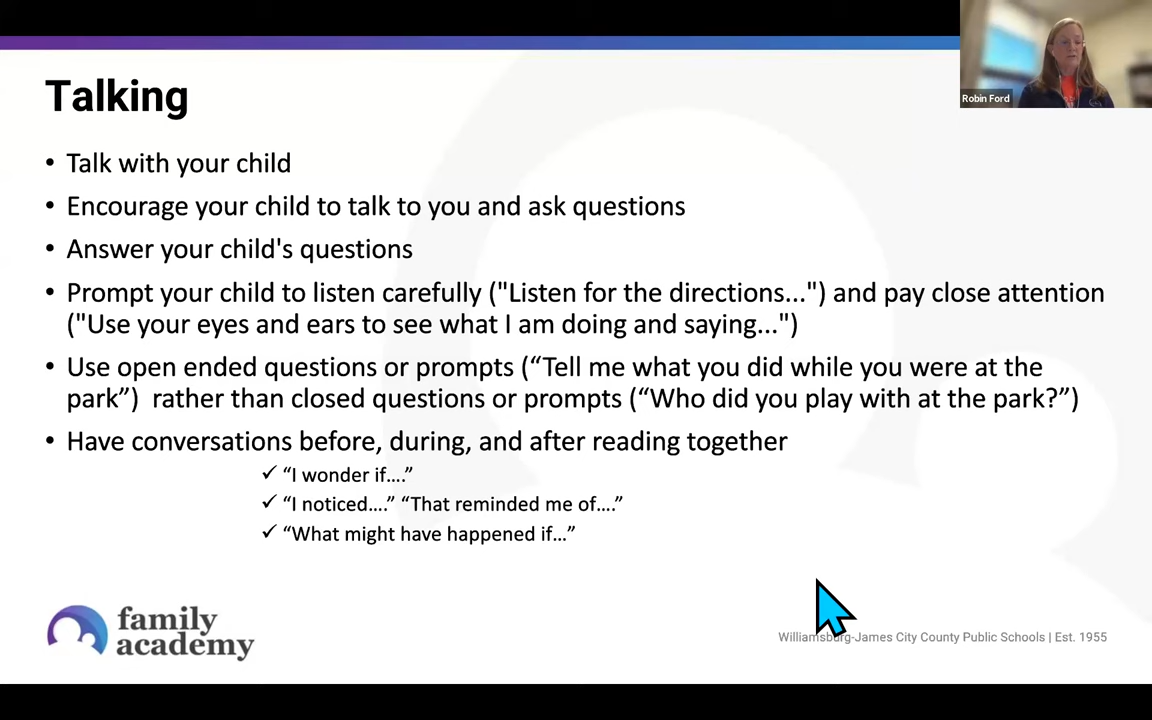 Robin Ford
Talking
• Talk with your child
• Encourage your child to talk to you and ask questions
• Answer your child's questions
• Prompt your child to listen carefully ("Listen for the directions...") and pay close attention
("Use your eyes and ears to see what I am doing and saying...")
• Use open ended questions or prompts (“Tell me what you did while you were at the
park”)  rather than closed questions or prompts (“Who did you play with at the park?”)
• Have conversations before, during, and after reading together
✓ “I wonder if….”
✓ “I noticed….” “That reminded me of….”
✓ “What might have happened if…”
family
academy
Williamsburg-James City County Public Schools | Est. 1955